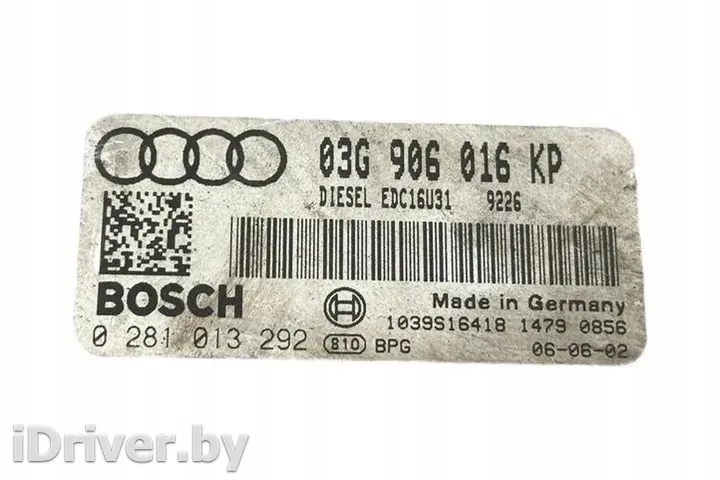 03G 906 016 KP
DIESEL EDC16U31 9226
BOSCH
Made in Germany
1039S16418 1479 0856
0 281 013 292 810 BPG 06-06-02
iDriver.by